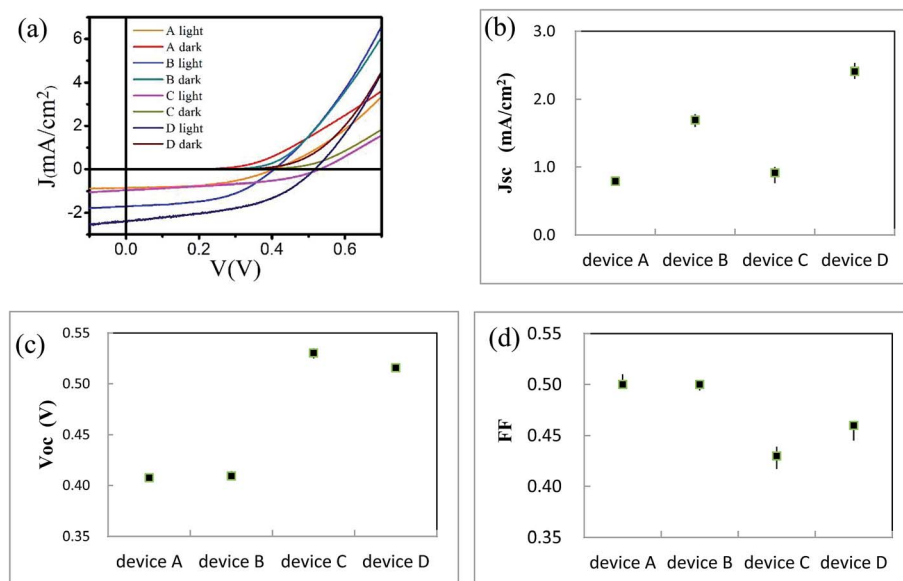 (a)
A light
A dark
B light
B dark
C light
C dark
D light
D dark
J(mA/cm2)
6
4
2
0
-2
0.0 0.2 0.4 0.6
V(V)
(b)
Jsc (mA/cm²)
3.0
2.0
1.0
0.0
device A device B device C device D
(c)
Voc (V)
0.55
0.50
0.45
0.40
0.35
device A device B device C device D
(d)
FF
0.55
0.50
0.45
0.40
0.35
device A device B device C device D